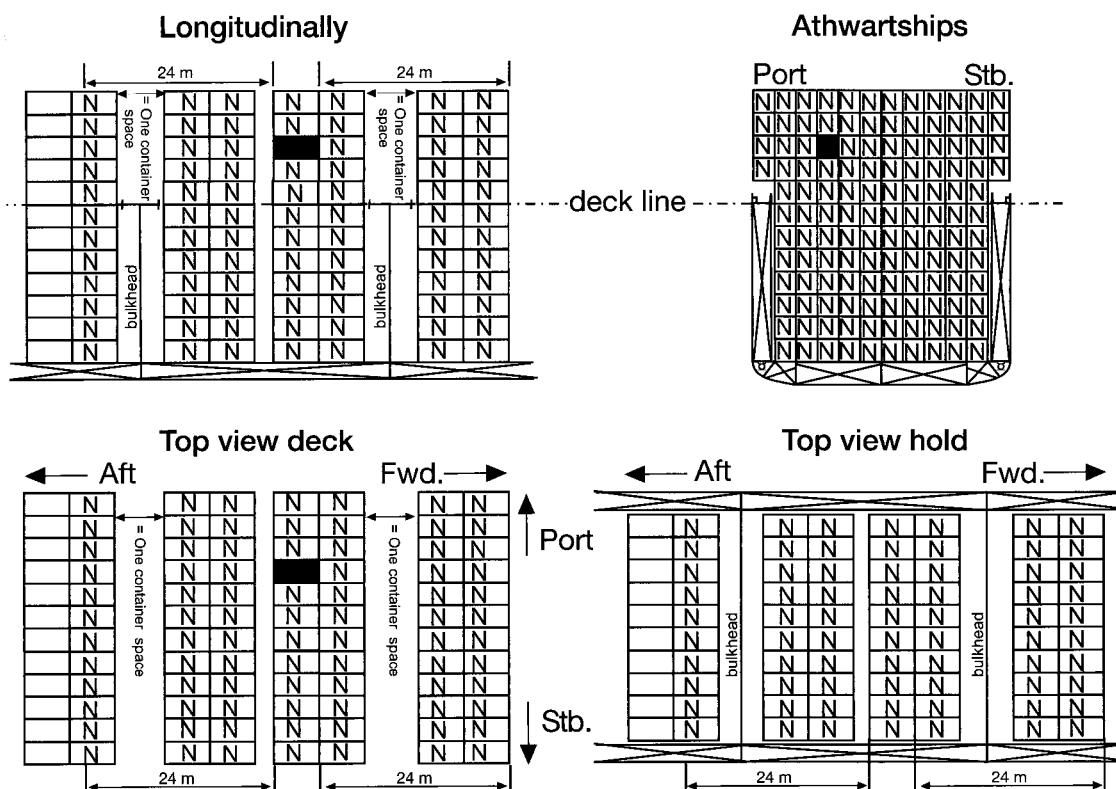 Longitudinally
24 m
24 m
N N N N N N N
N N N N N N N
N N N N N N
N N N N N N N
N N N N N N N
N N N N N N N
N N N N N N N
N N N N N N N
N N N N N N N
N N N N N N N
N N N N N N N
N N N N N N N
= One container
space
= One container
space
bulkhead
bulkhead
deck line
Athwartships
Port
Stb.
N N N N N N N N N N N N
N N N N N N N N N N N N
N N N N N N N N N N N
N N N N N N N N N N N N
N N N N N N N N N N
N N N N N N N N N N
N N N N N N N N N N
N N N N N N N N N N
N N N N N N N N N N
N N N N N N N N N N
N N N N N N N N N N
N N N N N N N N N N
Top view deck
Aft
Fwd.
N N N N N N N
N N N N N N N
N N N N N N N
N N N N N N
N N N N N N N
N N N N N N N
N N N N N N N
N N N N N N N
N N N N N N N
N N N N N N N
N N N N N N N
N N N N N N N
= One container space
= One container space
Port
Stb.
24 m
24 m
Top view hold
Aft
Fwd.
N N N N N N N
N N N N N N N
N N N N N N N
N N N N N N N
N N N N N N N
N N N N N N N
N N N N N N N
N N N N N N N
N N N N N N N
N N N N N N N
bulkhead
bulkhead
24 m
24 m